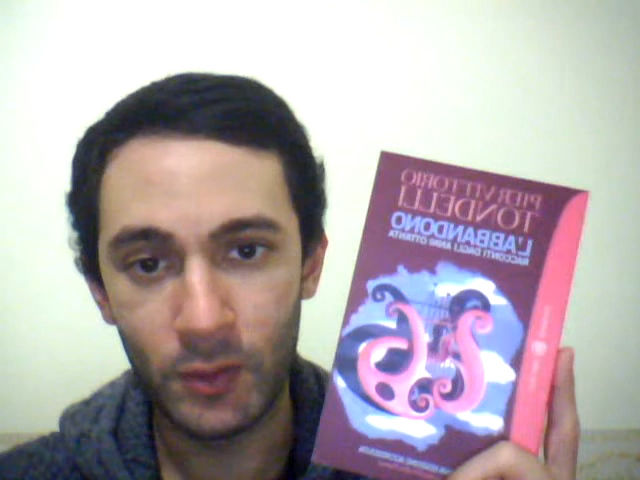 PIER VITTORIO
TONDELLI
L'ABBANDONO
RACCONTI DAGLI ANNI OTTANTA